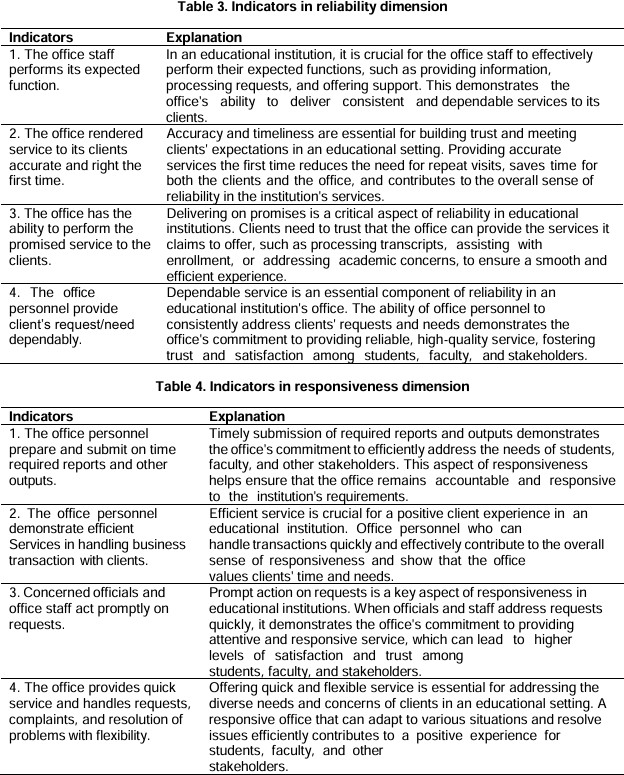 Table 3. Indicators in reliability dimension
Indicators Explanation
1. The office staff performs its expected function.
In an educational institution, it is crucial for the office staff to effectively
perform their expected functions, such as providing information,
processing requests, and offering support. This demonstrates the
office's ability to deliver consistent and dependable services to its
clients.
2. The office rendered
service to its clients
accurate and right the
first time.
Accuracy and timeliness are essential for building trust and meeting
clients' expectations in an educational setting. Providing accurate
services the first time reduces the need for repeat visits, saves time for
both the clients and the office, and contributes to the overall sense of
reliability in the institution's services.
3. The office has the
ability to perform the
promised service to the
clients.
Delivering on promises is a critical aspect of reliability in educational
institutions. Clients need to trust that the office can provide the services it
claims to offer, such as processing transcripts, assisting with
enrollment, or addressing academic concerns, to ensure a smooth and
efficient experience.
4. The office
personnel provide
client's request/need
dependably.
Dependable service is an essential component of reliability in an
educational institution's office. The ability of office personnel to
consistently address clients' requests and needs demonstrates the
office's commitment to providing reliable, high-quality service, fostering
trust and satisfaction among students, faculty, and stakeholders.
Table 4. Indicators in responsiveness dimension
Indicators Explanation
1. The office personnel
prepare and submit on time
required reports and other
outputs.
Timely submission of required reports and outputs demonstrates
the office's commitment to efficiently address the needs of students,
faculty, and other stakeholders. This aspect of responsiveness
helps ensure that the office remains accountable and responsive
to the institution's requirements.
2. The office personnel
demonstrate efficient
Services in handling business
transaction with clients.
Efficient service is crucial for a positive client experience in an
educational institution. Office personnel who can
handle transactions quickly and effectively contribute to the overall
sense of responsiveness and show that the office
values clients' time and needs.
3. Concerned officials and
office staff act promptly on
requests.
Prompt action on requests is a key aspect of responsiveness in
educational institutions. When officials and staff address requests
quickly, it demonstrates the office's commitment to providing
attentive and responsive service, which can lead to higher
levels of satisfaction and trust among
students, faculty, and stakeholders.
4. The office provides quick
service and handles requests,
complaints, and resolution of
problems with flexibility.
Offering quick and flexible service is essential for addressing the
diverse needs and concerns of clients in an educational setting. A
responsive office that can adapt to various situations and resolve
issues efficiently contributes to a positive experience for
students, faculty, and other
stakeholders.